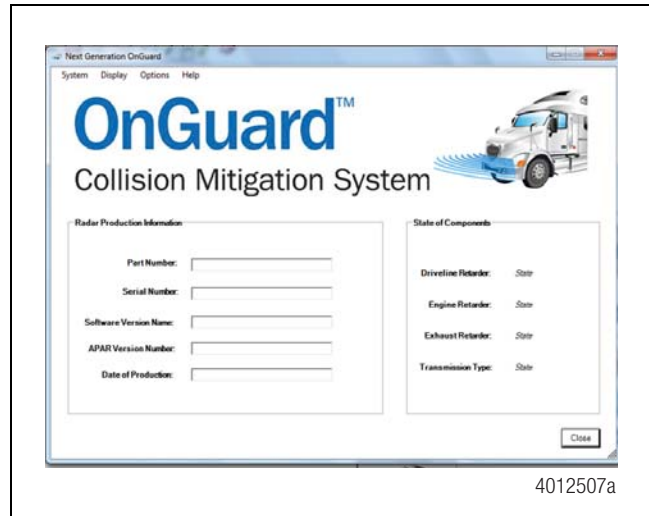 Next Generation OnGuard
System Display Options Help
OnGuard™
Collision Mitigation System
Radar Production Information
Part Number:
Serial Number:
Software Version Name:
APAR Version Number:
Date of Production:
State of Components
Driveline Retarder: State
Engine Retarder: State
Exhaust Retarder: State
Transmission Type: State
Close
4012507a